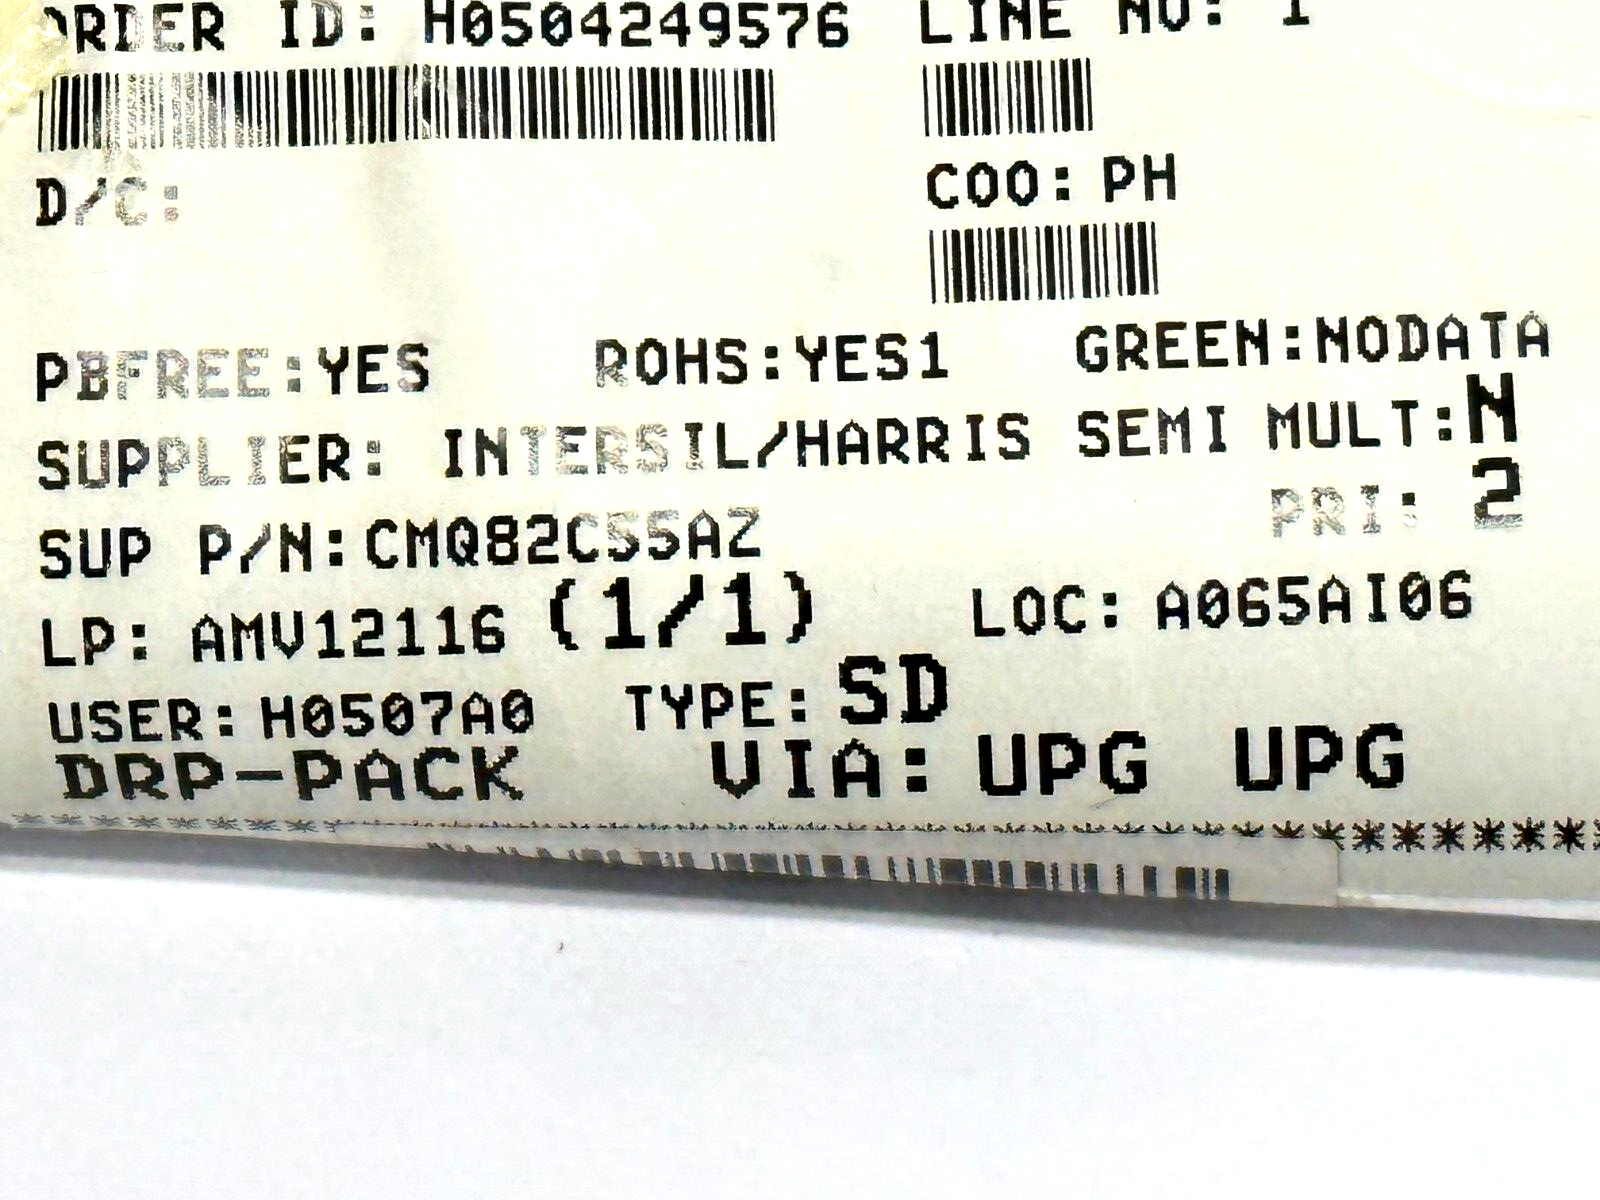 ORDER ID: H0504249576 LINE NO: 1
D/C: COO: PH
PBFREE:YES ROHS:YES1 GREEN:NODATA
SUPPLIER: INTERSIL/HARRIS SEMI MULT:N
PRI: 2
SUP P/N:CMQ82C55AZ
LP: AMV12116 (1/1) LOC: A065AI06
USER:H0507A0 TYPE: SD
DRP-PACK VIA: UPG UPG